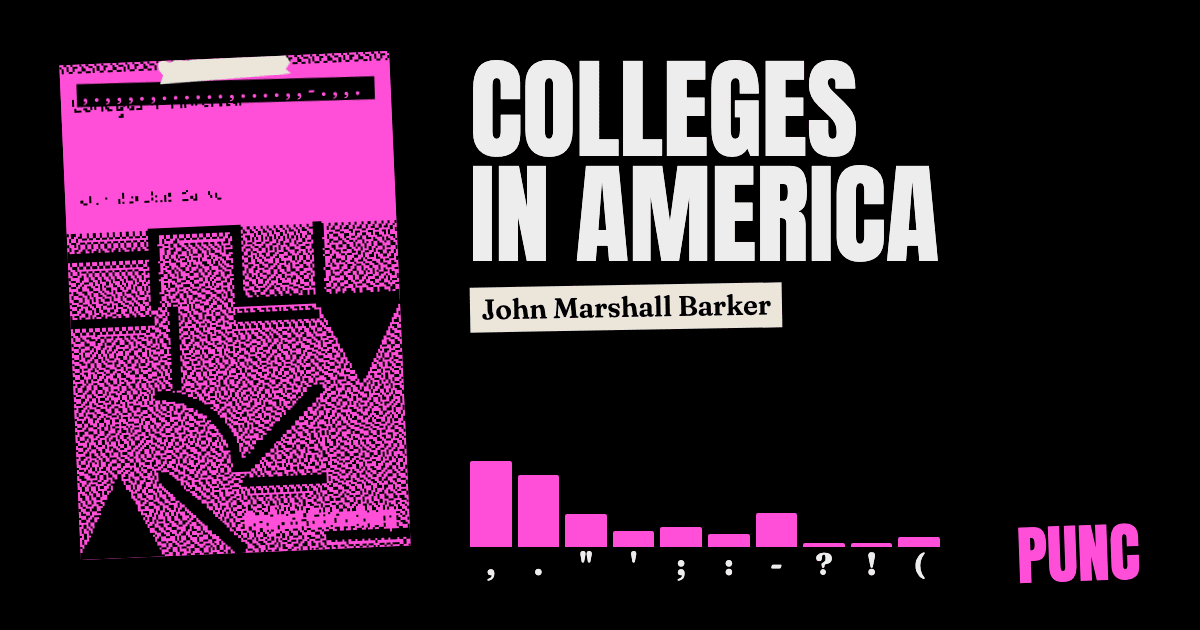 ,.,,,.,.........,.....,,-.,,.
COLLEGES
IN AMERICA
John Marshall Barker
, . " ' ; : - ? ! (
PUNC